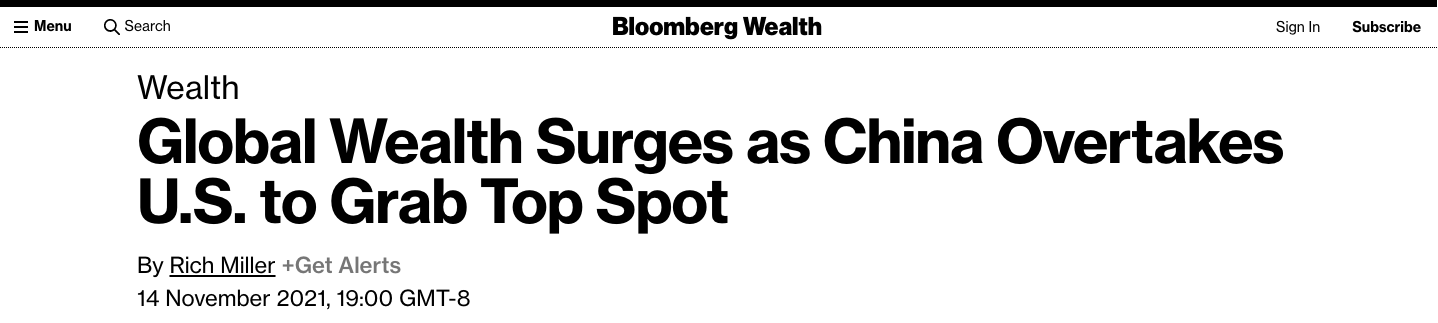 Menu Search Bloomberg Wealth Sign In Subscribe
Wealth
Global Wealth Surges as China Overtakes
U.S. to Grab Top Spot
By Rich Miller +Get Alerts
14 November 2021, 19:00 GMT-8